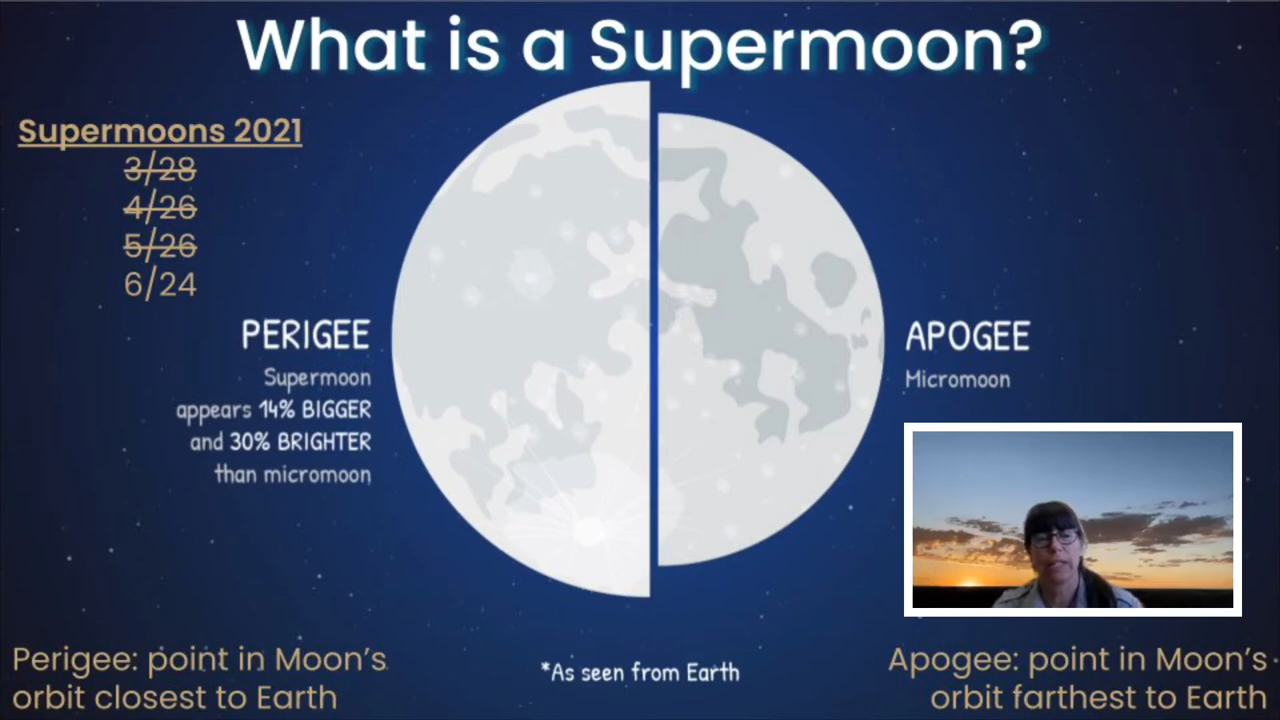 What is a Supermoon?
Supermoons 2021
3/28
4/26
5/26
6/24
PERIGEE
Supermoon
appears 14% BIGGER
and 30% BRIGHTER
than micromoon
APOGEE
Micromoon
Perigee: point in Moon's
orbit closest to Earth
*As seen from Earth
Apogee: point in Moon's
orbit farthest to Earth